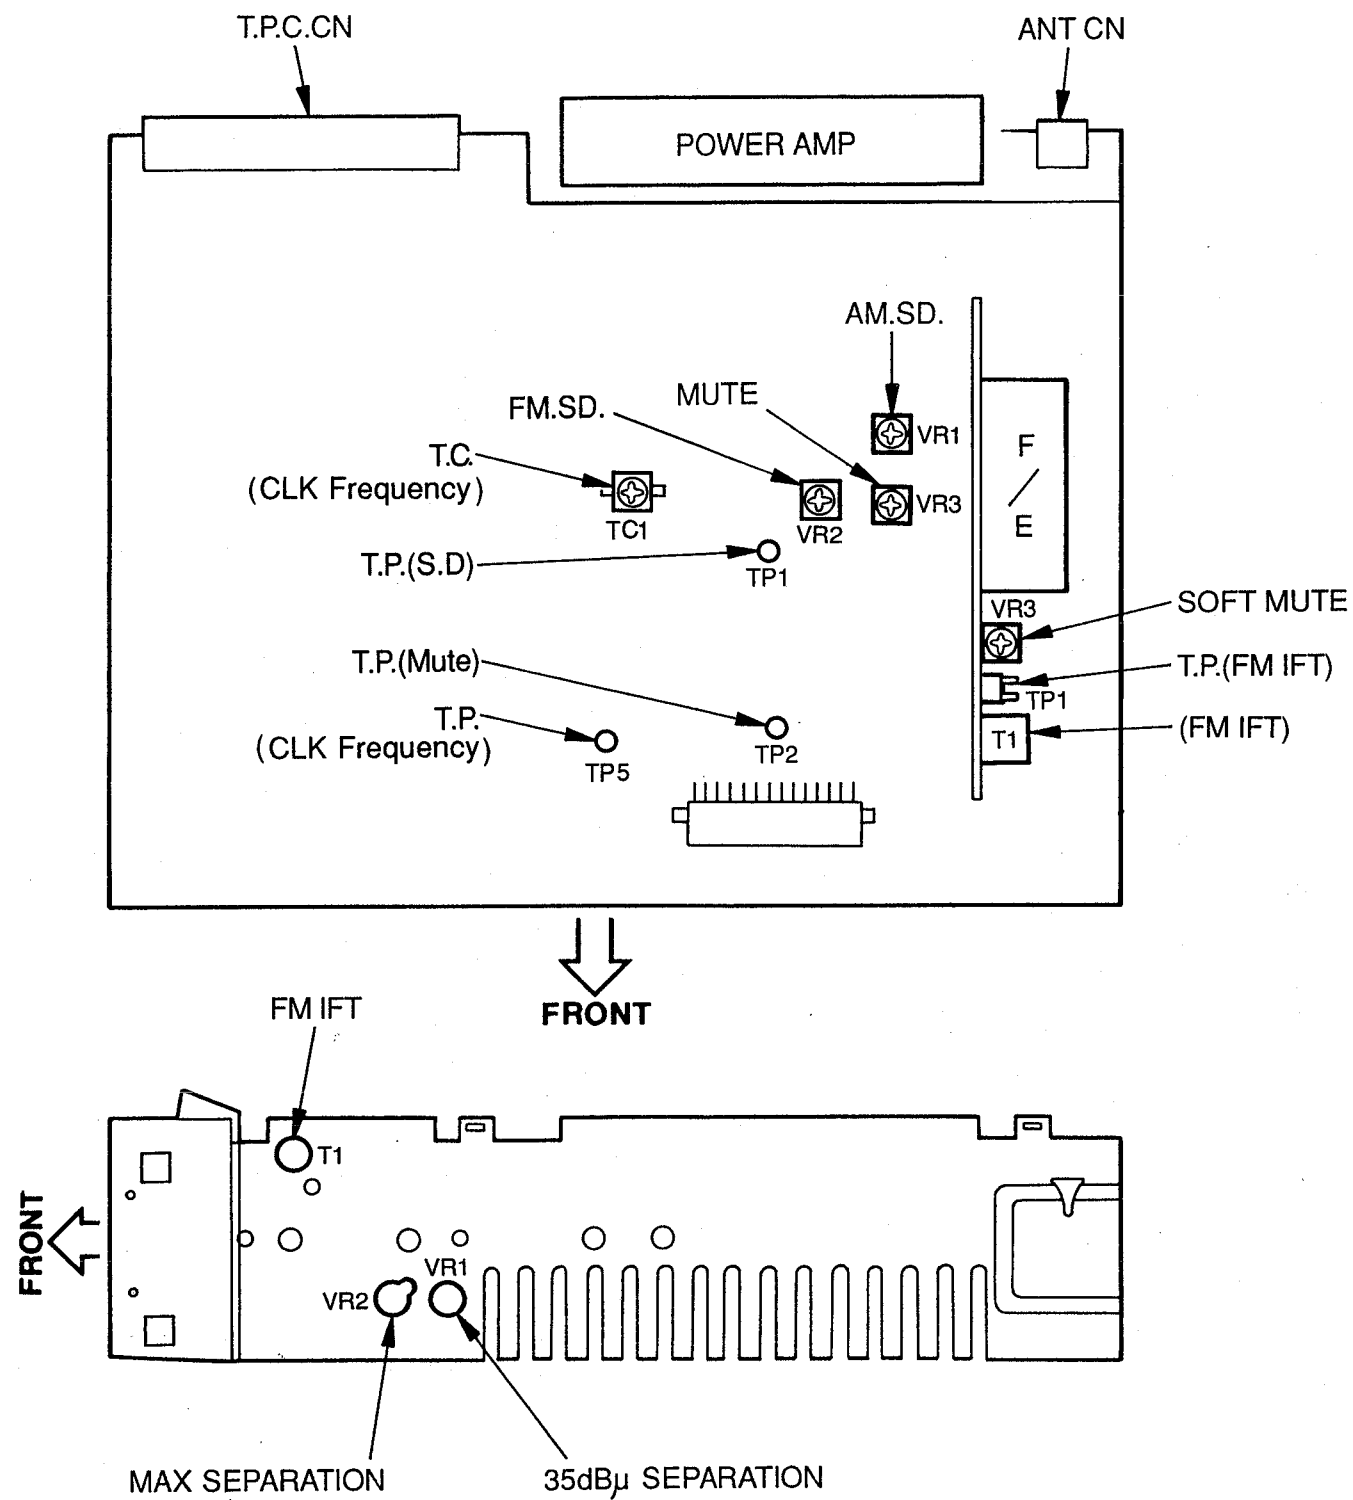 T.P.C.CN
ANT CN
POWER AMP
AM.SD.
MUTE
FM.SD.
VR1
F
/
E
T.C.
(CLK Frequency)
VR3
TC1
VR2
T.P.(S.D)
TP1
VR3
SOFT MUTE
T.P.(Mute)
T.P.(FM IFT)
TP1
T.P.
(CLK Frequency)
T1
(FM IFT)
TP2
TP5
FRONT
FM IFT
T1
FRONT
VR1
VR2
MAX SEPARATION
35dBμ SEPARATION